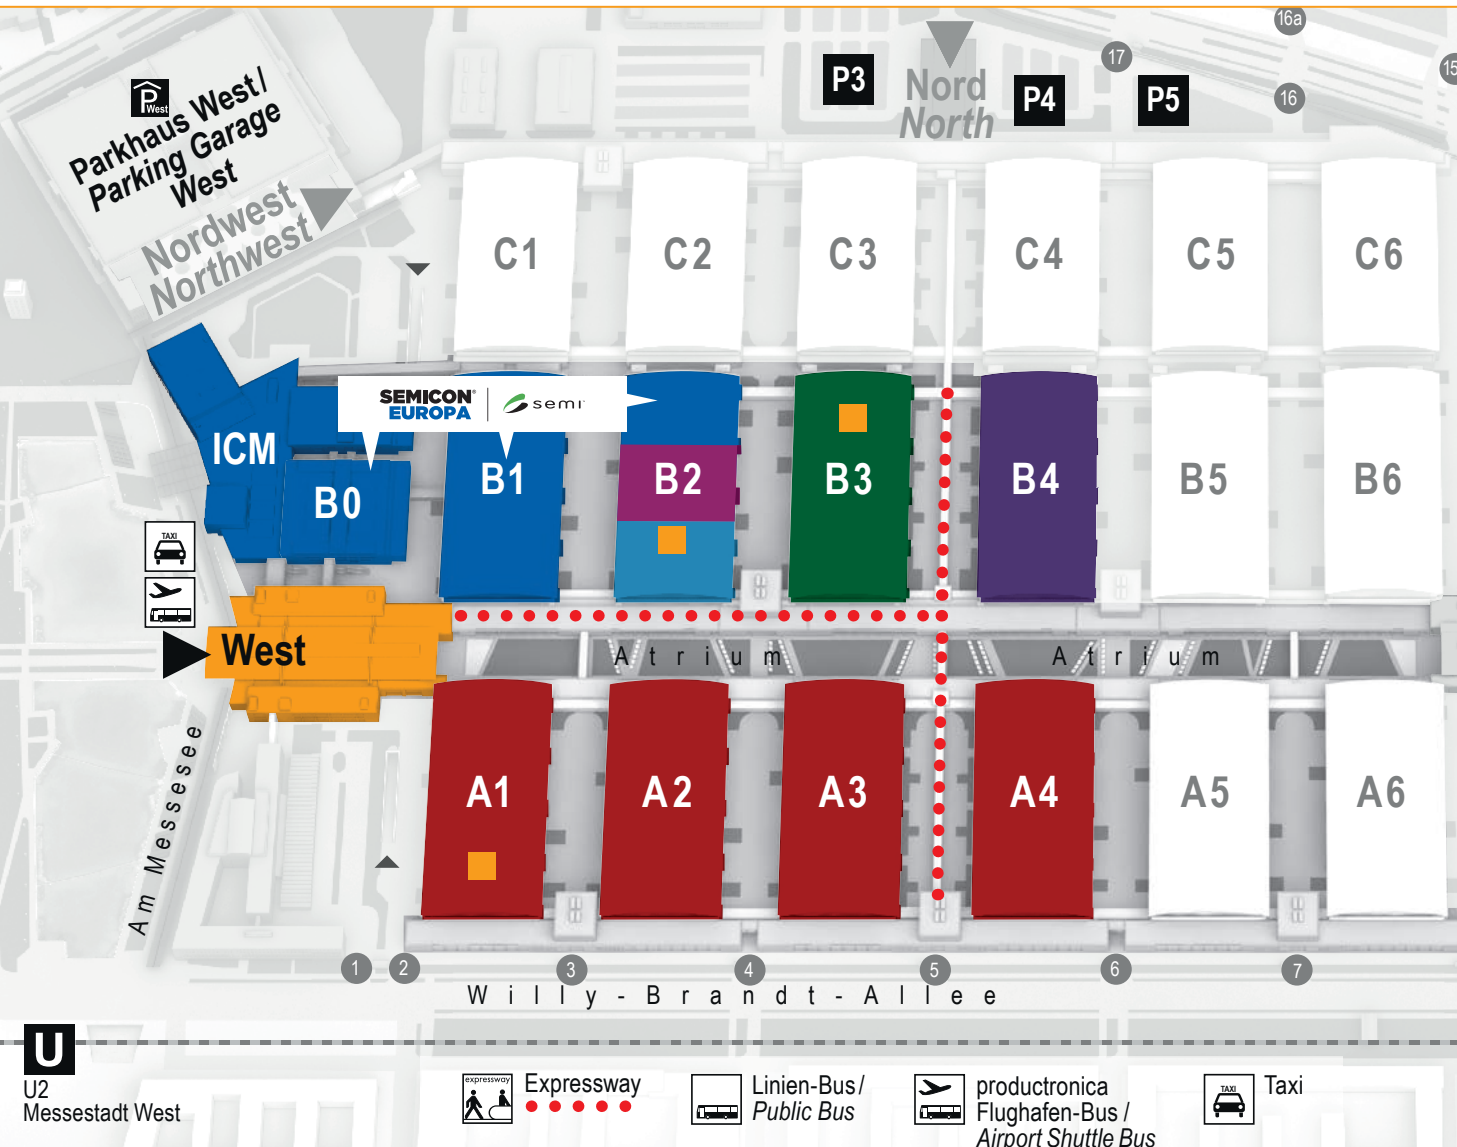 16a
17
15
16
P3
Nord
North
P4
P5
P
West
Parkhaus West /
Parking Garage
West
Nordwest
Northwest
C1
C2
C3
C4
C5
C6
SEMICON®
EUROPA
semi
ICM
B0
B1
B2
B3
B4
B5
B6
TAXI
West
Atrium
Atrium
Am Messesee
A1
A2
A3
A4
A5
A6
1
2
3
4
5
6
7
Willy-Brandt-Allee
U
U2
Messestadt West
expressway
Expressway
Linien-Bus /
Public Bus
productronica
Flughafen-Bus /
Airport Shuttle Bus
TAXI
Taxi